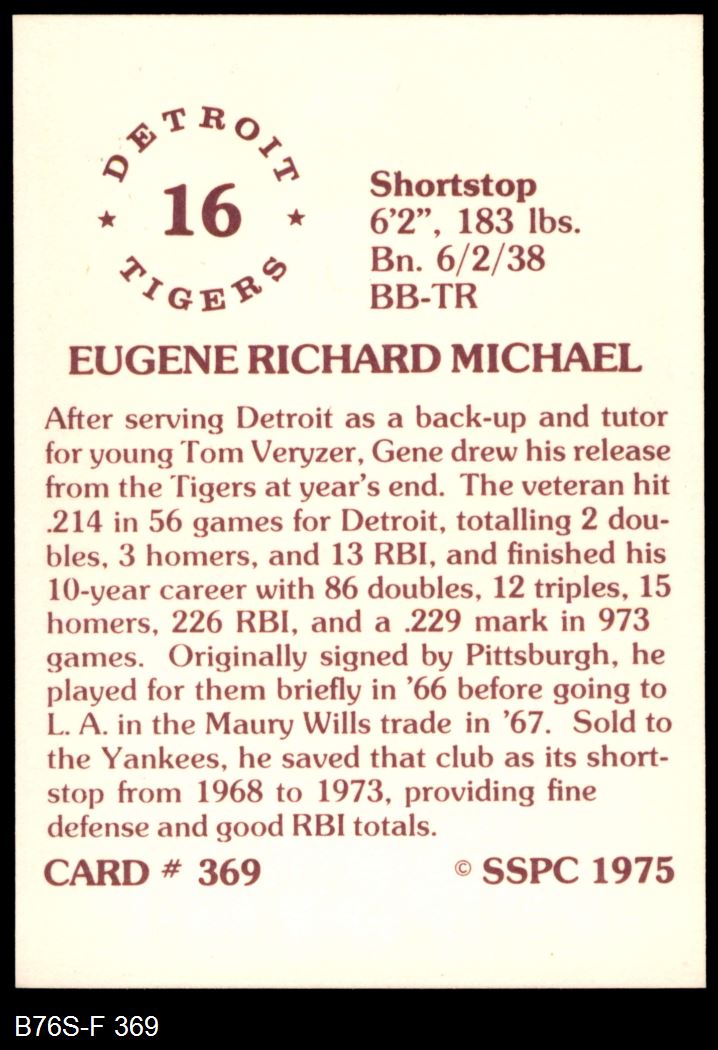 DETROIT
★ 16 ★
TIGERS
Shortstop
6'2", 183 lbs.
Bn. 6/2/38
BB-TR
EUGENE RICHARD MICHAEL
After serving Detroit as a back-up and tutor
for young Tom Veryzer, Gene drew his release
from the Tigers at year's end. The veteran hit
.214 in 56 games for Detroit, totalling 2 dou-
bles, 3 homers, and 13 RBI, and finished his
10-year career with 86 doubles, 12 triples, 15
homers, 226 RBI, and a .229 mark in 973
games. Originally signed by Pittsburgh, he
played for them briefly in '66 before going to
L. A. in the Maury Wills trade in '67. Sold to
the Yankees, he saved that club as its short-
stop from 1968 to 1973, providing fine
defense and good RBI totals.
CARD # 369 © SSPC 1975
B76S-F 369